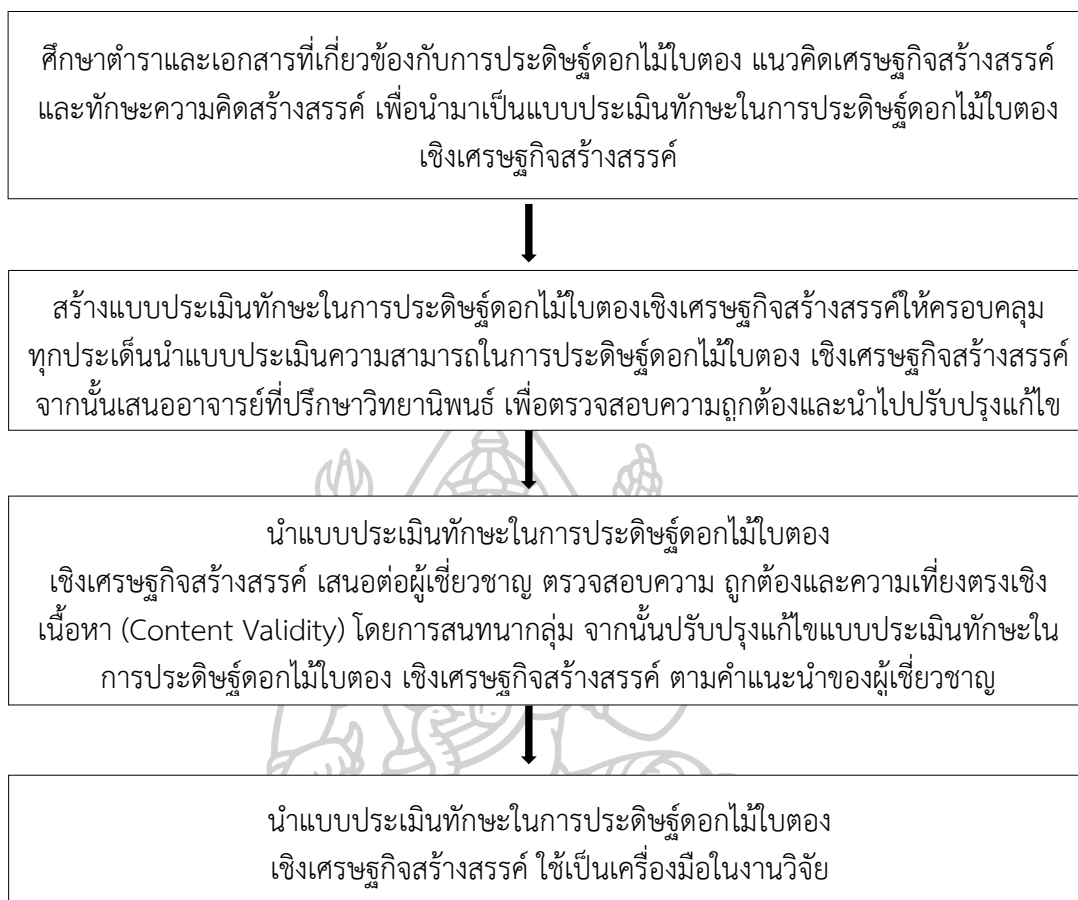 ศึกษาตำราและเอกสารที่เกี่ยวข้องกับการประดิษฐ์ดอกไม้ใบตอง แนวคิดเศรษฐกิจสร้างสรรค์
และทักษะความคิดสร้างสรรค์ เพื่อนำมาเป็นแบบประเมินทักษะในการประดิษฐ์ดอกไม้ใบตอง
เชิงเศรษฐกิจสร้างสรรค์
สร้างแบบประเมินทักษะในการประดิษฐ์ดอกไม้ใบตองเชิงเศรษฐกิจสร้างสรรค์ให้ครอบคลุม
ทุกประเด็นนำแบบประเมินความสามารถในการประดิษฐ์ดอกไม้ใบตอง เชิงเศรษฐกิจสร้างสรรค์
จากนั้นเสนออาจารย์ที่ปรึกษาวิทยานิพนธ์ เพื่อตรวจสอบความถูกต้องและนำไปปรับปรุงแก้ไข
นำแบบประเมินทักษะในการประดิษฐ์ดอกไม้ใบตอง
เชิงเศรษฐกิจสร้างสรรค์ เสนอต่อผู้เชี่ยวชาญ ตรวจสอบความ ถูกต้องและความเที่ยงตรงเชิง
เนื้อหา (Content Validity) โดยการสนทนากลุ่ม จากนั้นปรับปรุงแก้ไขแบบประเมินทักษะใน
การประดิษฐ์ดอกไม้ใบตอง เชิงเศรษฐกิจสร้างสรรค์ ตามคำแนะนำของผู้เชี่ยวชาญ
นำแบบประเมินทักษะในการประดิษฐ์ดอกไม้ใบตอง
เชิงเศรษฐกิจสร้างสรรค์ ใช้เป็นเครื่องมือในงานวิจัย